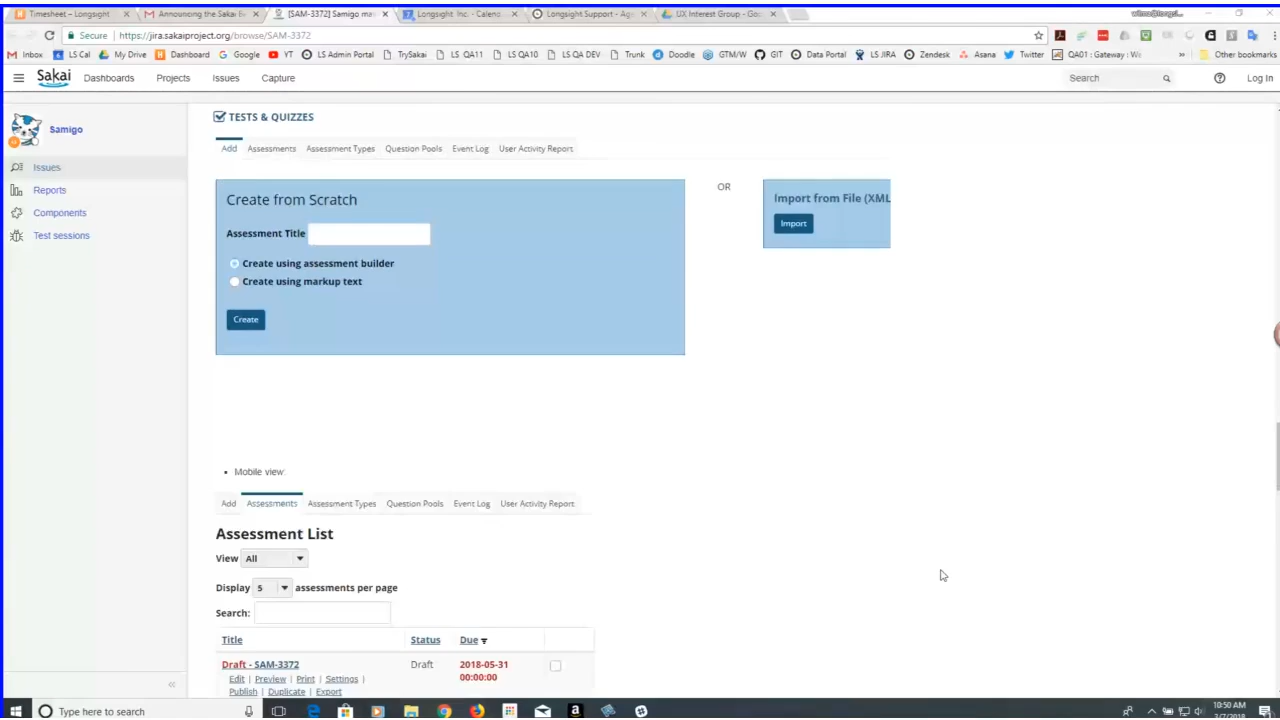 Timesheet – Longsight
Announcing the Sakai Be
[SAM-3372] Samigo ma
Longsight Inc. - Calend
Longsight Support - Age
UX Interest Group - Goo
Secure
https://jira.sakaiproject.org/browse/SAM-3372
Inbox
LS Cal
My Drive
Dashboard
Google
YT
LS Admin Portal
TrySakai
LS QA11
LS QA10
LS QA DEV
Trunk
Doodle
GTM/W
GIT
Data Portal
LS JIRA
Zendesk
Asana
Twitter
QA01 : Gateway : We
»
Other bookmarks
Sakai
Dashboards
Projects
Issues
Capture
Search
Log In
Samigo
Issues
Reports
Components
Test sessions
«
TESTS & QUIZZES
Add
Assessments
Assessment Types
Question Pools
Event Log
User Activity Report
Create from Scratch
Assessment Title
Create using assessment builder
Create using markup text
Create
OR
Import from File (XML
Import
• Mobile view:
Add
Assessments
Assessment Types
Question Pools
Event Log
User Activity Report
Assessment List
View All
Display 5 assessments per page
Search:
Title Status Due
Draft - SAM-3372 Draft 2018-05-31
00:00:00
Edit | Preview | Print | Settings |
Publish | Duplicate | Export
Type here to search
10:50 AM
3/7/2018